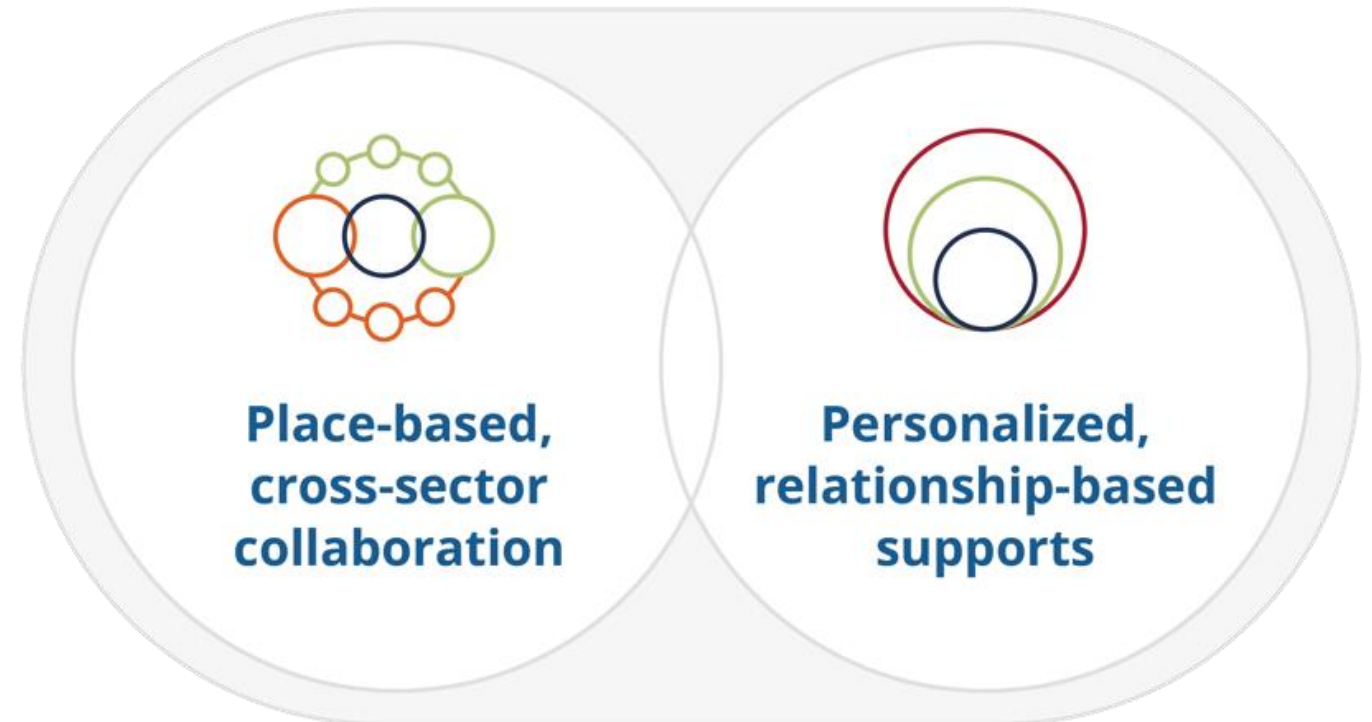 Place-based,
cross-sector
collaboration
Personalized,
relationship-based
supports